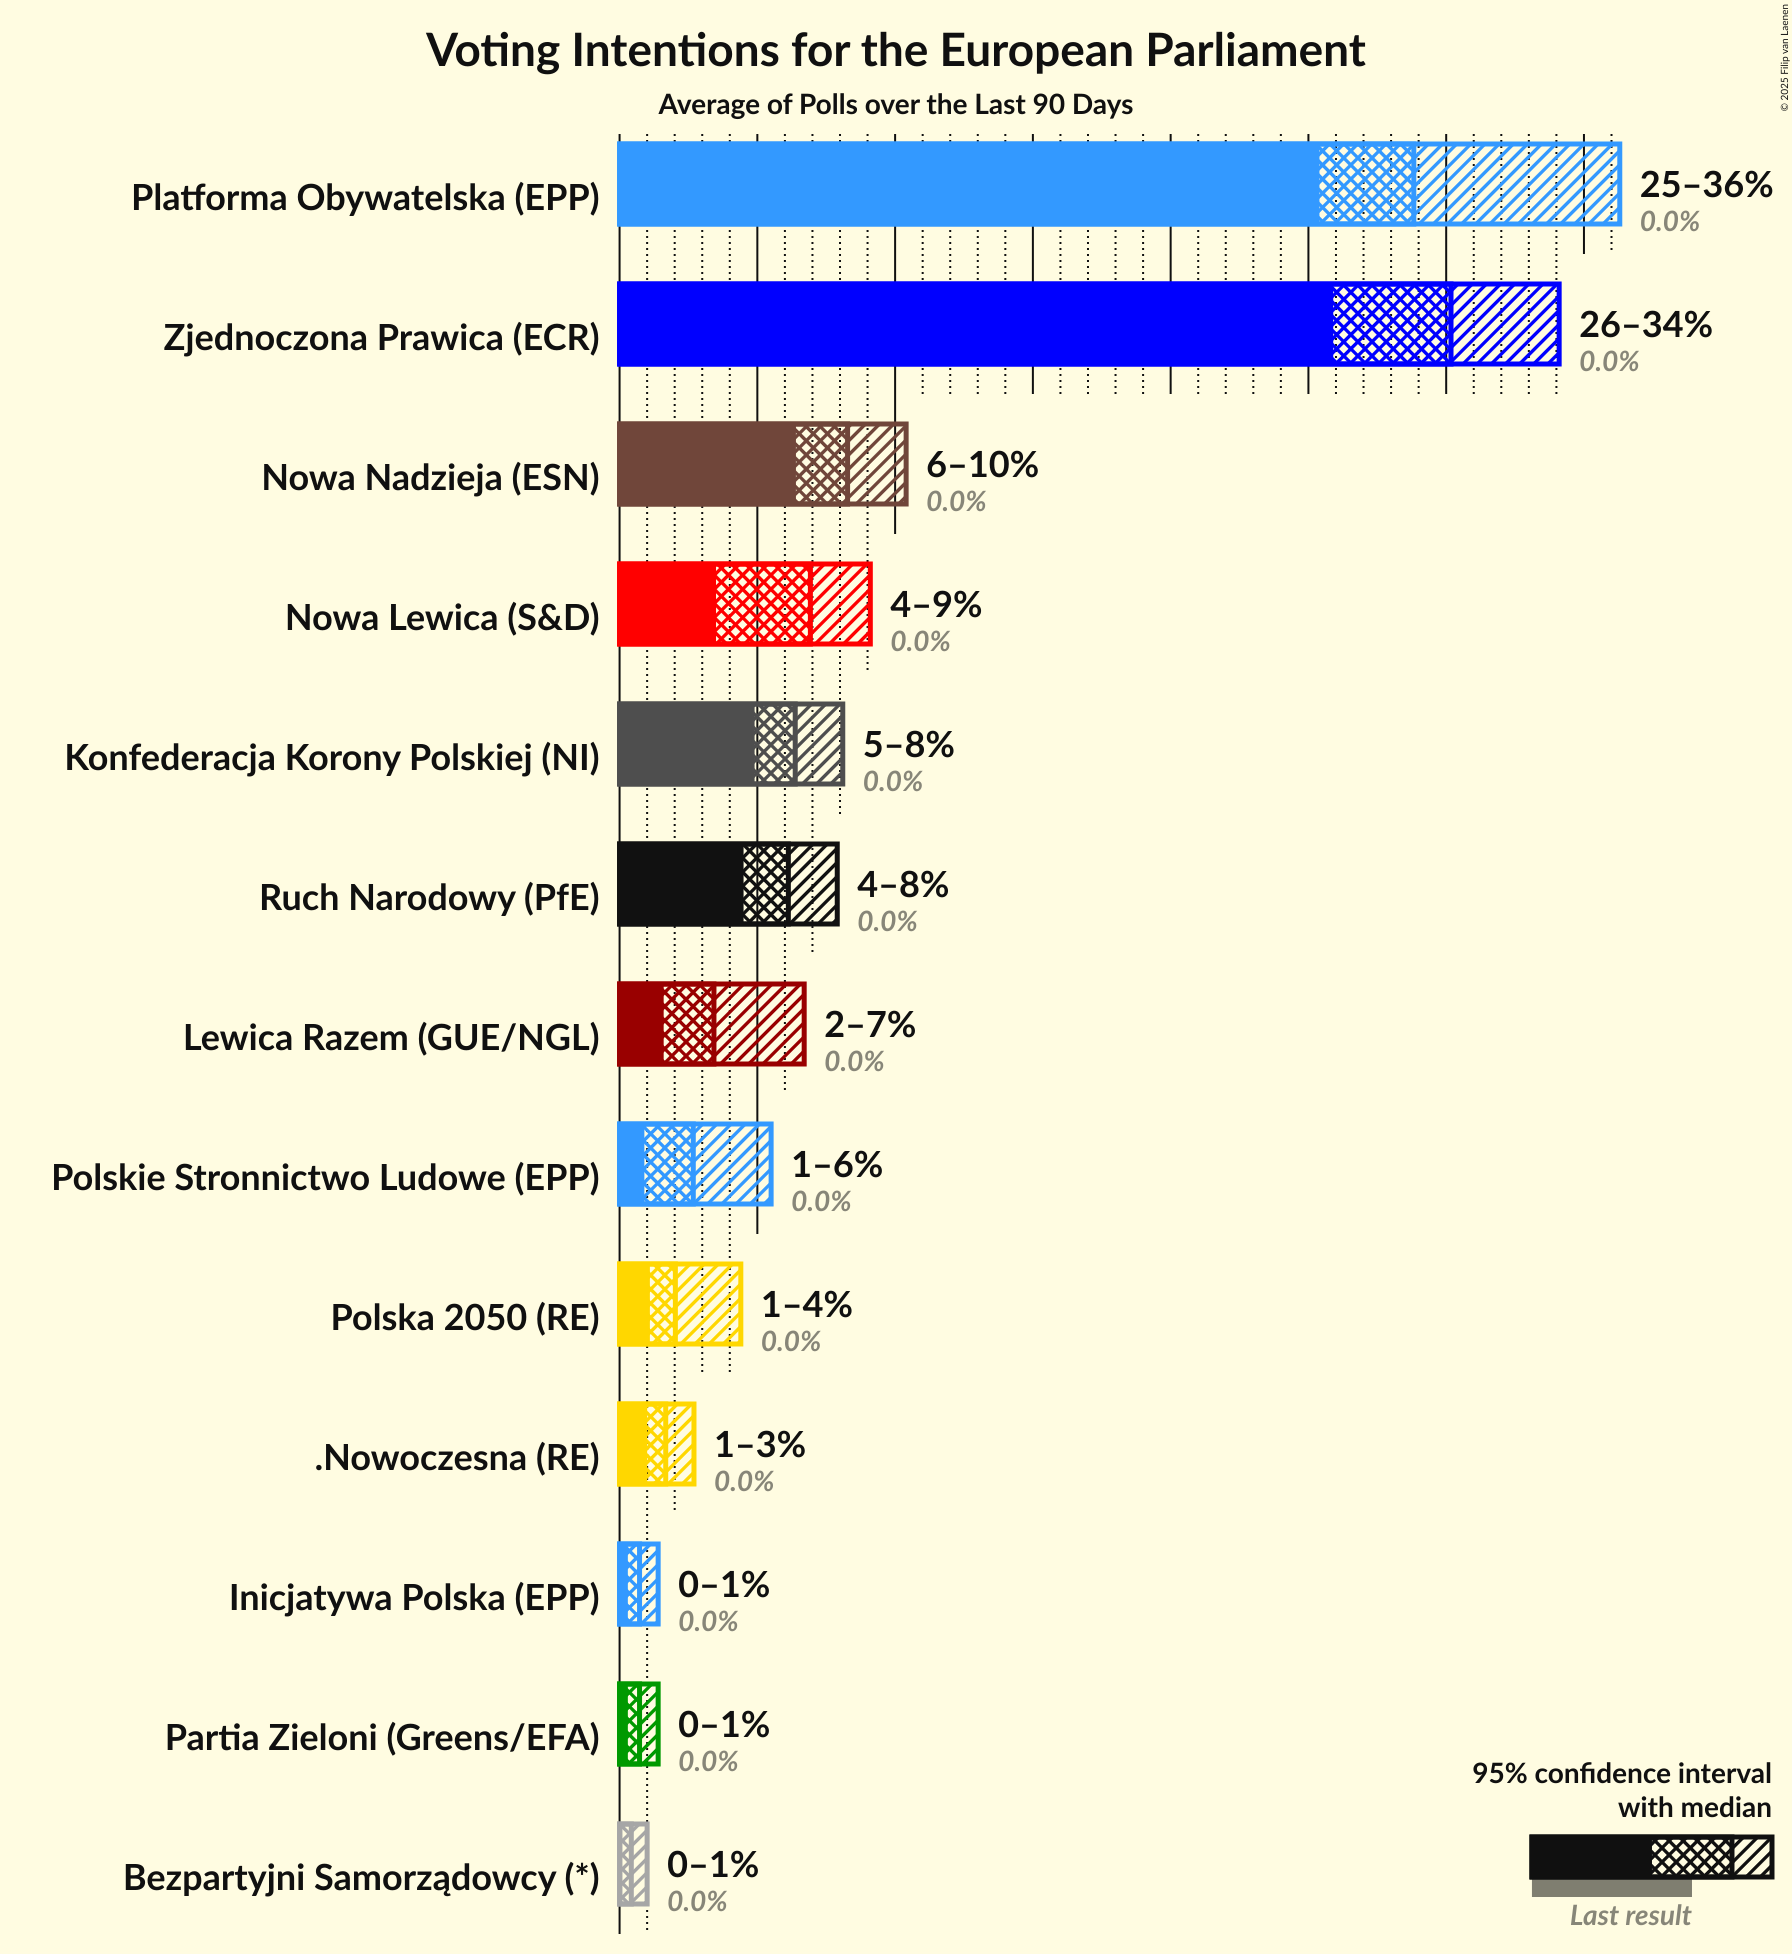 Voting Intentions for the European Parliament
Average of Polls over the Last 90 Days
© 2025 Filip van Laenen
Platforma Obywatelska (EPP)
25–36%
0.0%
Zjednoczona Prawica (ECR)
26–34%
0.0%
Nowa Nadzieja (ESN)
6–10%
0.0%
Nowa Lewica (S&D)
4–9%
0.0%
Konfederacja Korony Polskiej (NI)
5–8%
0.0%
Ruch Narodowy (PfE)
4–8%
0.0%
Lewica Razem (GUE/NGL)
2–7%
0.0%
Polskie Stronnictwo Ludowe (EPP)
1–6%
0.0%
Polska 2050 (RE)
1–4%
0.0%
.Nowoczesna (RE)
1–3%
0.0%
Inicjatywa Polska (EPP)
0–1%
0.0%
Partia Zieloni (Greens/EFA)
0–1%
0.0%
Bezpartyjni Samorządowcy (*)
0–1%
0.0%
95% confidence interval
with median
Last result